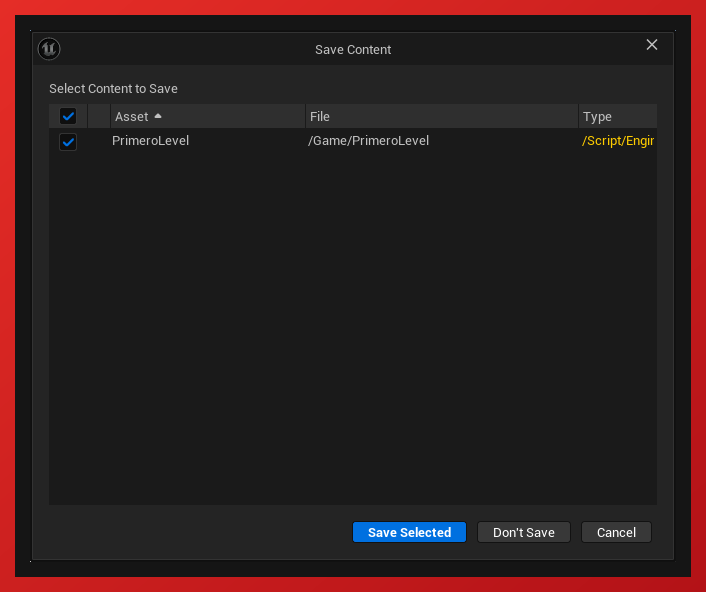 Save Content
Select Content to Save
Asset File Type
PrimeroLevel /Game/PrimeroLevel /Script/Engin
Save Selected Don't Save Cancel